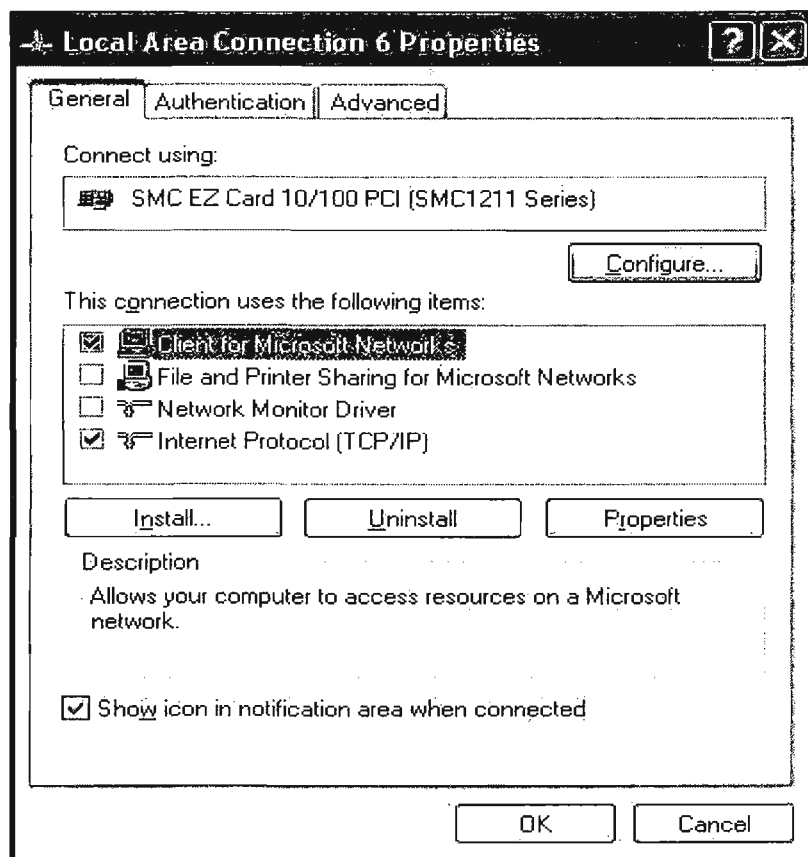 Local Area Connection 6 Properties
General Authentication Advanced
Connect using:
SMC EZ Card 10/100 PCI (SMC1211 Series)
Configure...
This connection uses the following items:
Client for Microsoft Networks
File and Printer Sharing for Microsoft Networks
Network Monitor Driver
Internet Protocol (TCP/IP)
Install... Uninstall Properties
Description
Allows your computer to access resources on a Microsoft
network.
Show icon in notification area when connected
OK Cancel